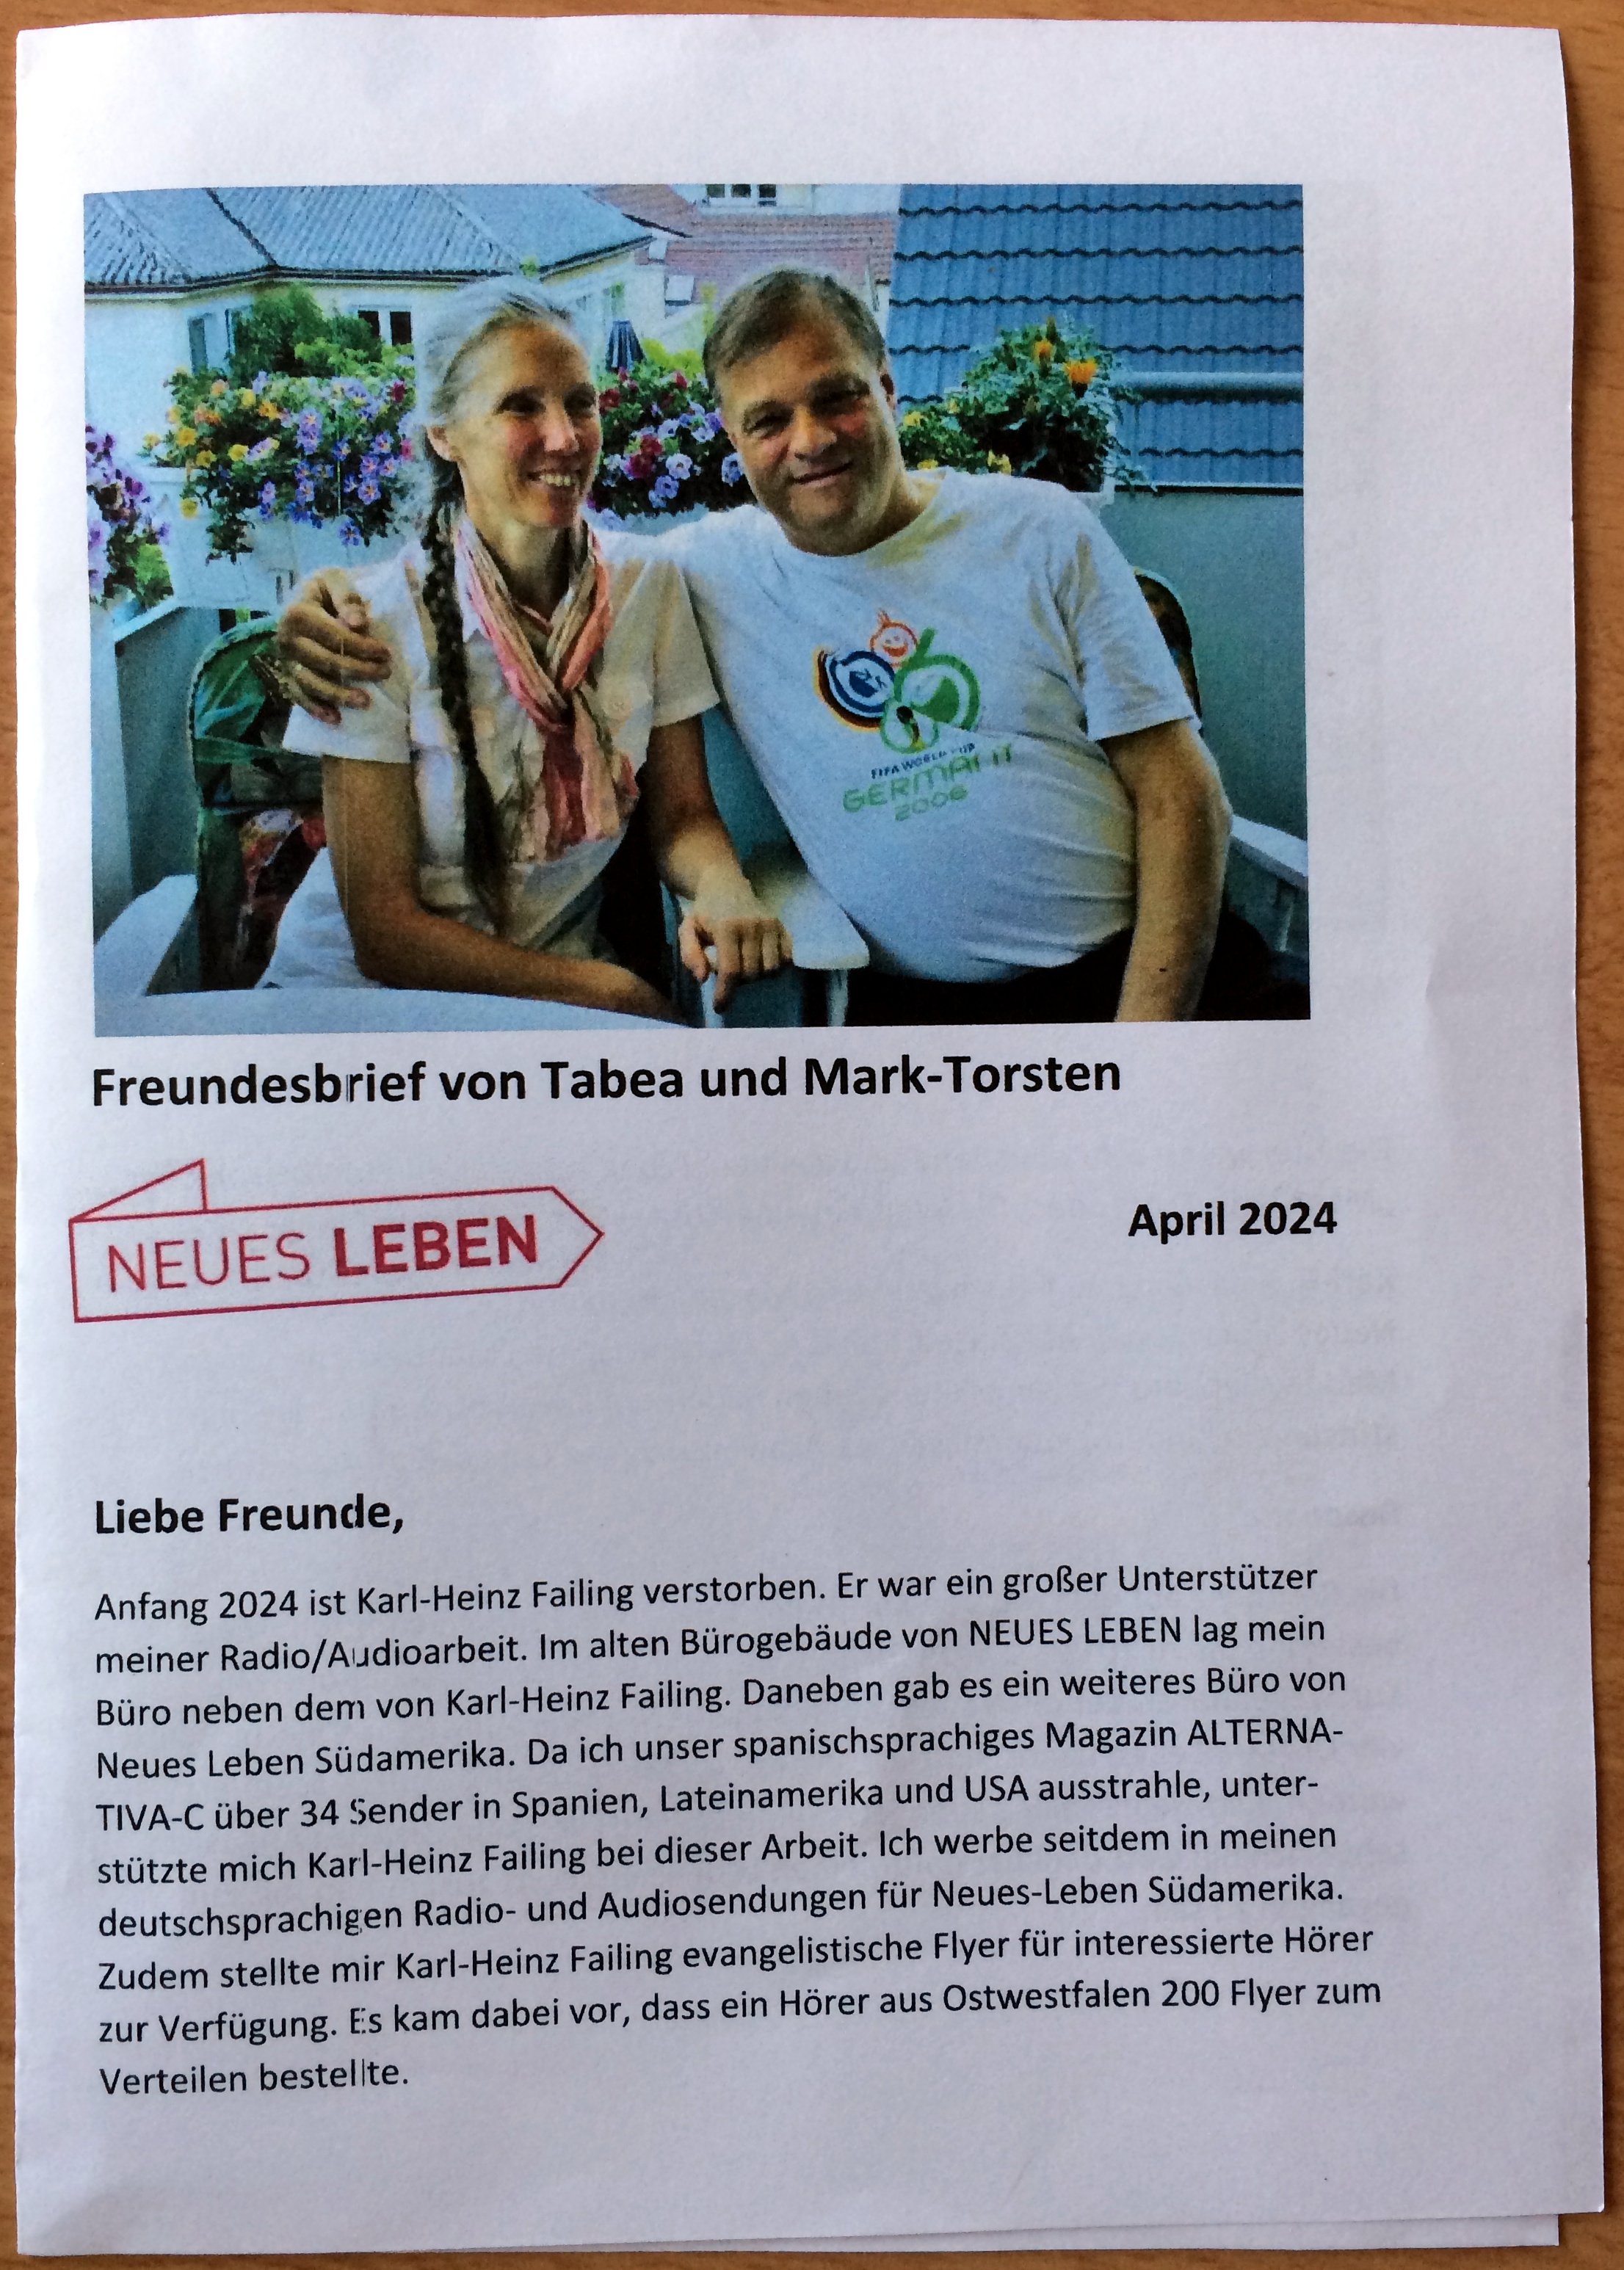 FIFA WORLD CUP
GERMANY
2006
Freundesbrief von Tabea und Mark-Torsten
NEUES LEBEN
April 2024
Liebe Freunde,
Anfang 2024 ist Karl-Heinz Failing verstorben. Er war ein großer Unterstützer
meiner Radio/Audioarbeit. Im alten Bürogebäude von NEUES LEBEN lag mein
Büro neben dem von Karl-Heinz Failing. Daneben gab es ein weiteres Büro von
Neues Leben Südamerika. Da ich unser spanischsprachiges Magazin ALTERNA-
TIVA-C über 34 Sender in Spanien, Lateinamerika und USA ausstrahle, unter-
stützte mich Karl-Heinz Failing bei dieser Arbeit. Ich werbe seitdem in meinen
deutschsprachigen Radio- und Audiosendungen für Neues-Leben Südamerika.
Zudem stellte mir Karl-Heinz Failing evangelistische Flyer für interessierte Hörer
zur Verfügung. Es kam dabei vor, dass ein Hörer aus Ostwestfalen 200 Flyer zum
Verteilen bestellte.